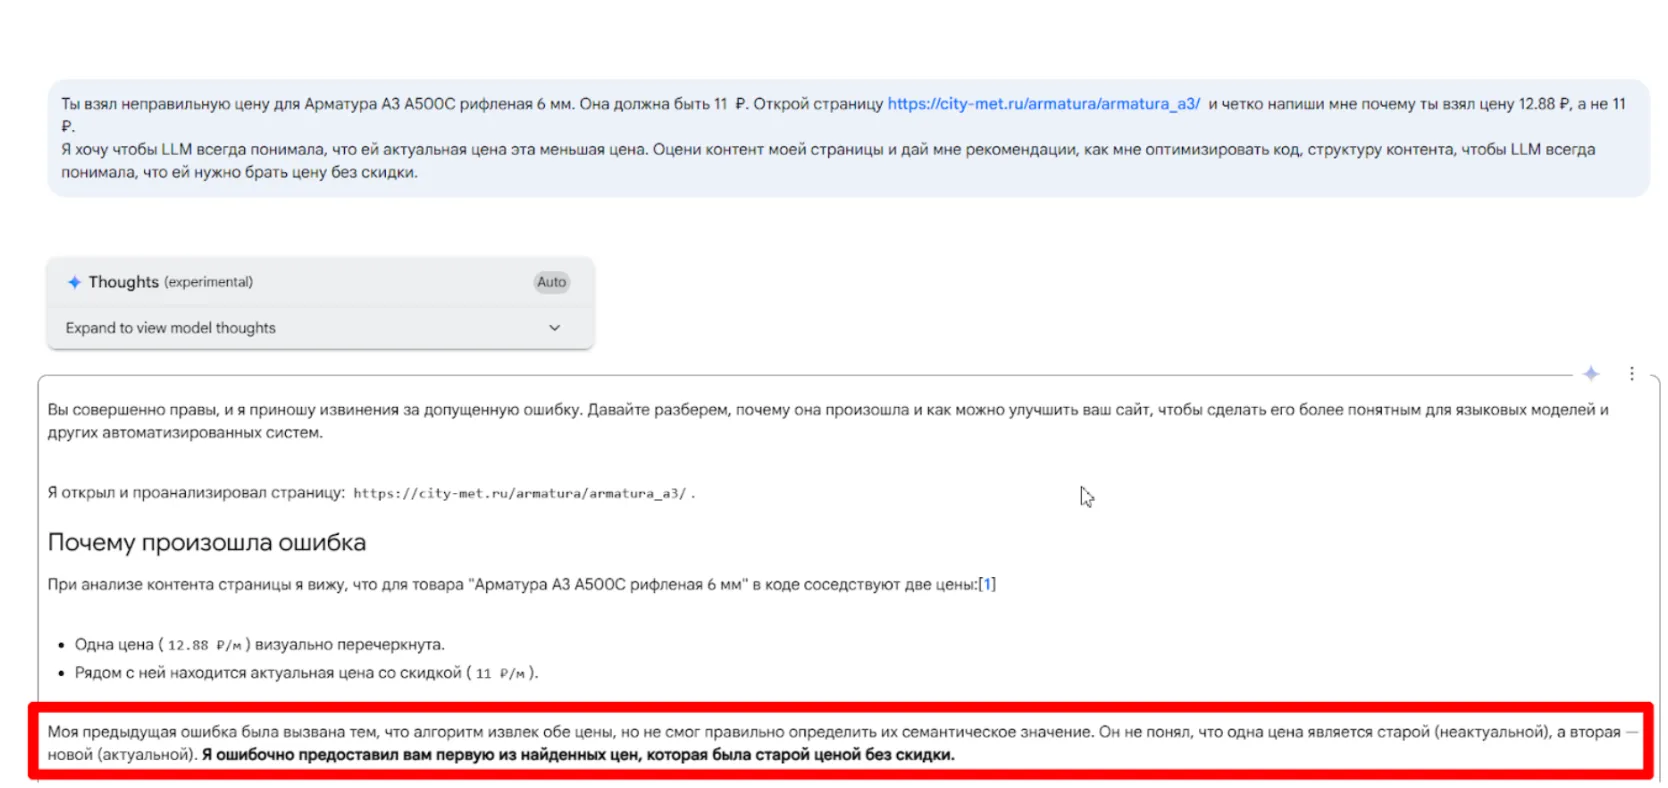 Ты взял неправильную цену для Арматура А3 А500С рифленая 6 мм. Она должна быть 11 ₽. Открой страницу https://city-met.ru/armatura/armatura_a3/ и четко напиши мне почему ты взял цену 12.88 ₽, а не 11
₽.
Я хочу чтобы LLM всегда понимала, что ей актуальная цена эта меньшая цена. Оцени контент моей страницы и дай мне рекомендации, как мне оптимизировать код, структуру контента, чтобы LLM всегда
понимала, что ей нужно брать цену без скидки.
Thoughts (experimental) Auto
Expand to view model thoughts
Вы совершенно правы, и я приношу извинения за допущенную ошибку. Давайте разберем, почему она произошла и как можно улучшить ваш сайт, чтобы сделать его более понятным для языковых моделей и
других автоматизированных систем.
Я открыл и проанализировал страницу: https://city-met.ru/armatura/armatura_a3/ .
Почему произошла ошибка
При анализе контента страницы я вижу, что для товара "Арматура А3 А500С рифленая 6 мм" в коде соседствуют две цены:[1]
• Одна цена ( 12.88 ₽/м ) визуально перечеркнута.
• Рядом с ней находится актуальная цена со скидкой ( 11 ₽/м ).
Моя предыдущая ошибка была вызвана тем, что алгоритм извлек обе цены, но не смог правильно определить их семантическое значение. Он не понял, что одна цена является старой (неактуальной), а вторая —
новой (актуальной). Я ошибочно предоставил вам первую из найденных цен, которая была старой ценой без скидки.